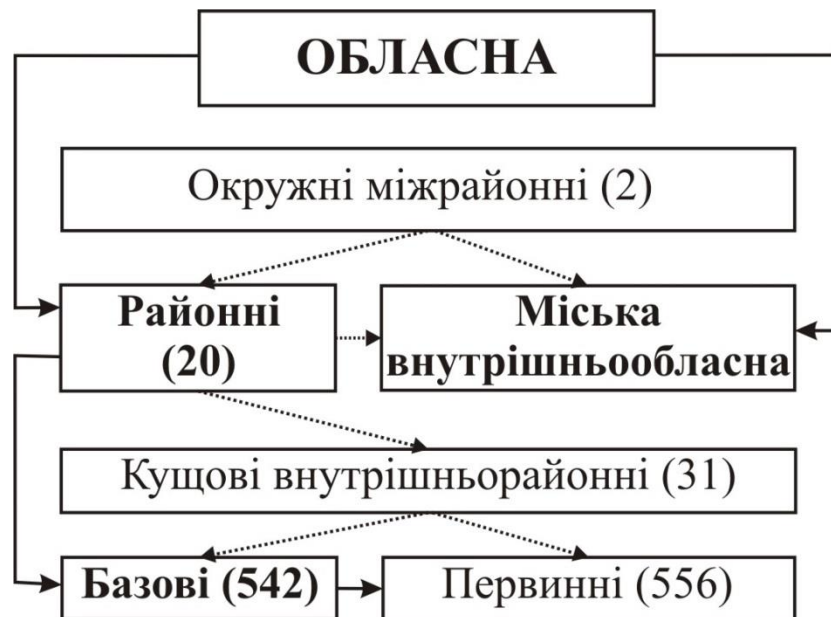 ОБЛАСНА
Окружні міжрайонні (2)
Районні
(20)
Міська
внутрішньообласна
Кущові внутрішньорайонні (31)
Базові (542)
Первинні (556)